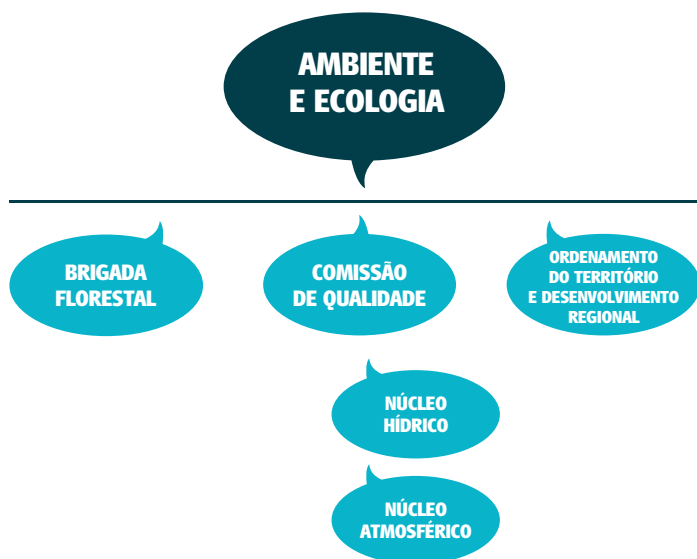 AMBIENTE
E ECOLOGIA
BRIGADA
FLORESTAL
COMISSÃO
DE QUALIDADE
ORDENAMENTO
DO TERRITÓRIO
E DESENVOLVIMENTO
REGIONAL
NÚCLEO
HÍDRICO
NÚCLEO
ATMOSFÉRICO